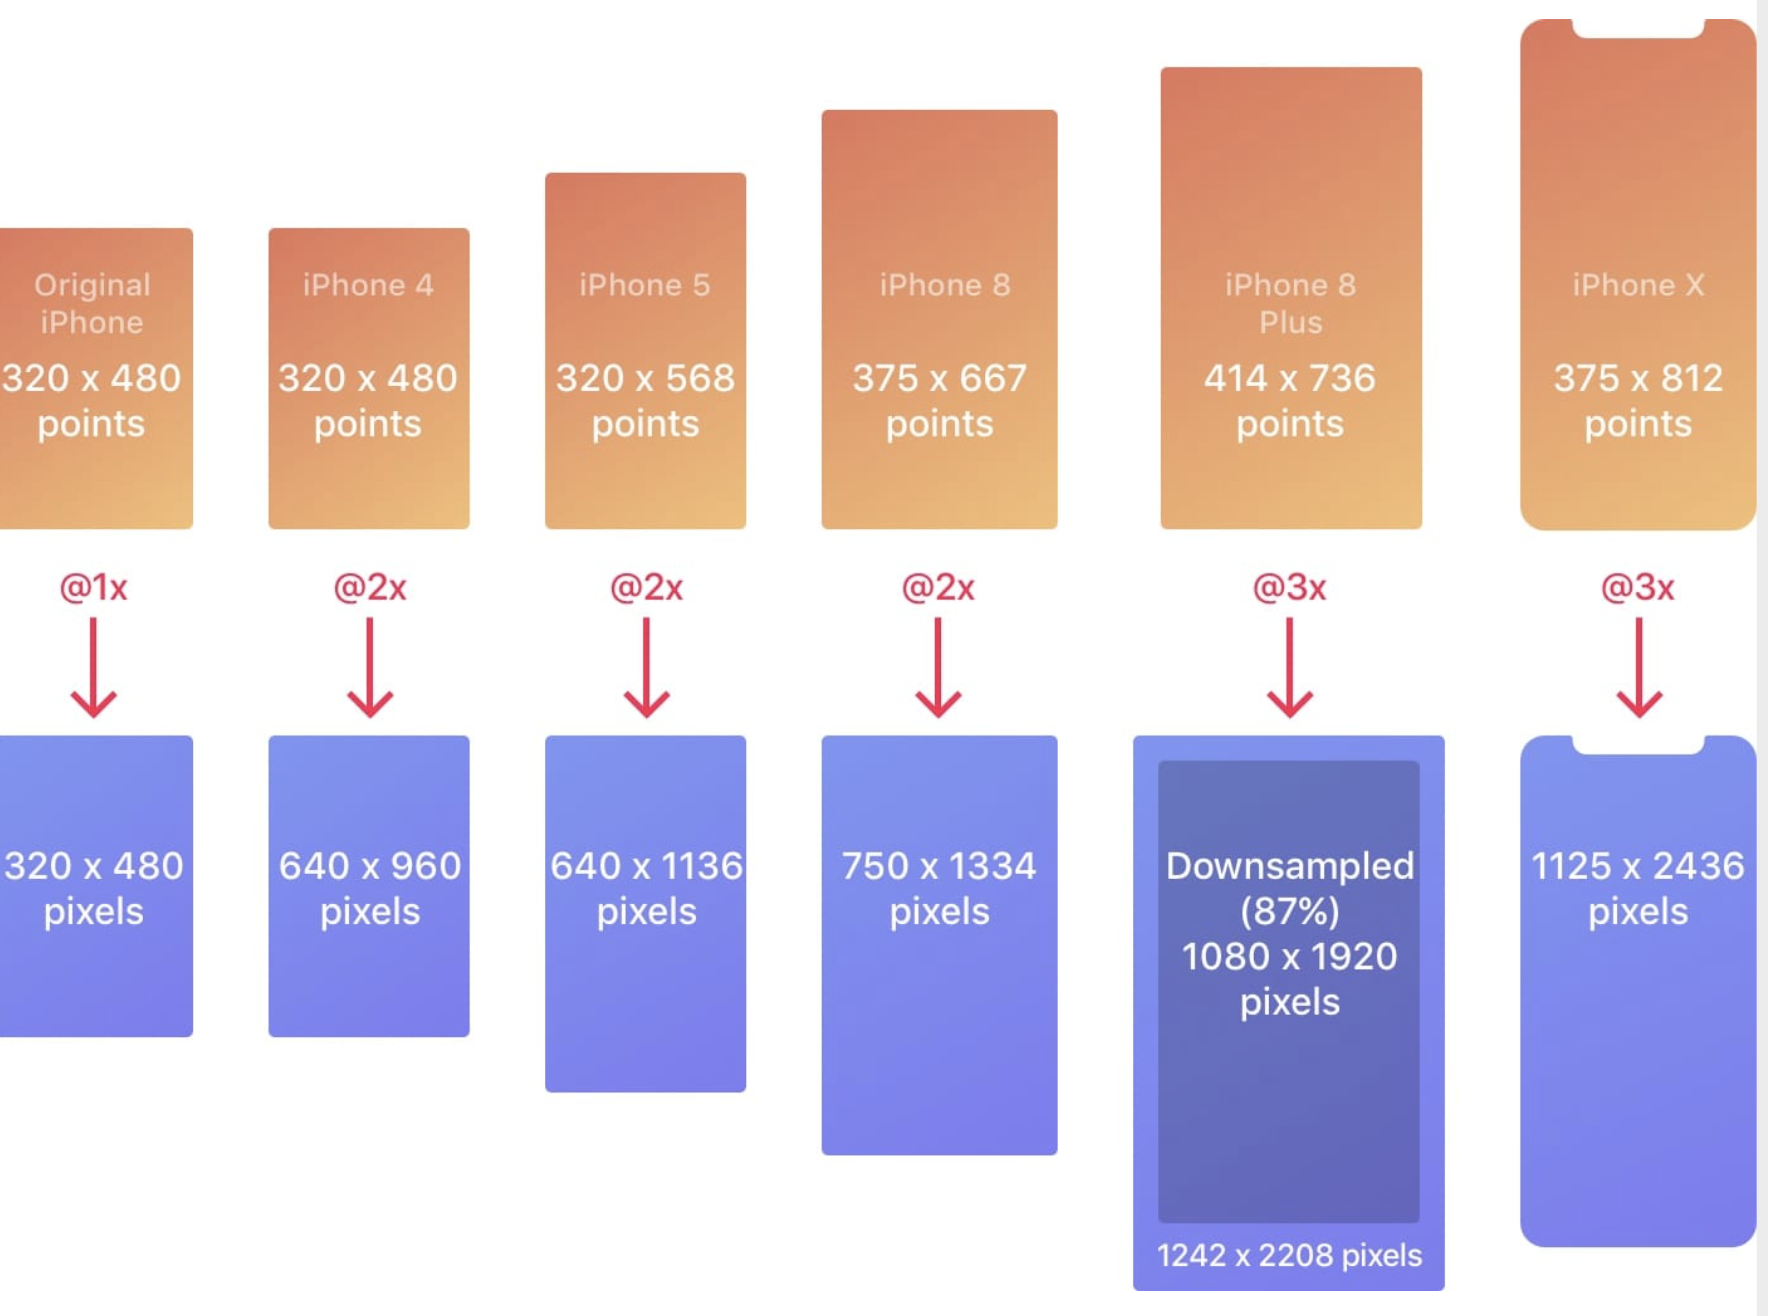 Original
iPhone
320 x 480
points
iPhone 4
320 x 480
points
iPhone 5
320 x 568
points
iPhone 8
375 x 667
points
iPhone 8
Plus
414 x 736
points
iPhone X
375 x 812
points
@1x
@2x
@2x
@2x
@3x
@3x
320 x 480
pixels
640 x 960
pixels
640 x 1136
pixels
750 x 1334
pixels
Downsampled
(87%)
1080 x 1920
pixels
1242 x 2208 pixels
1125 x 2436
pixels